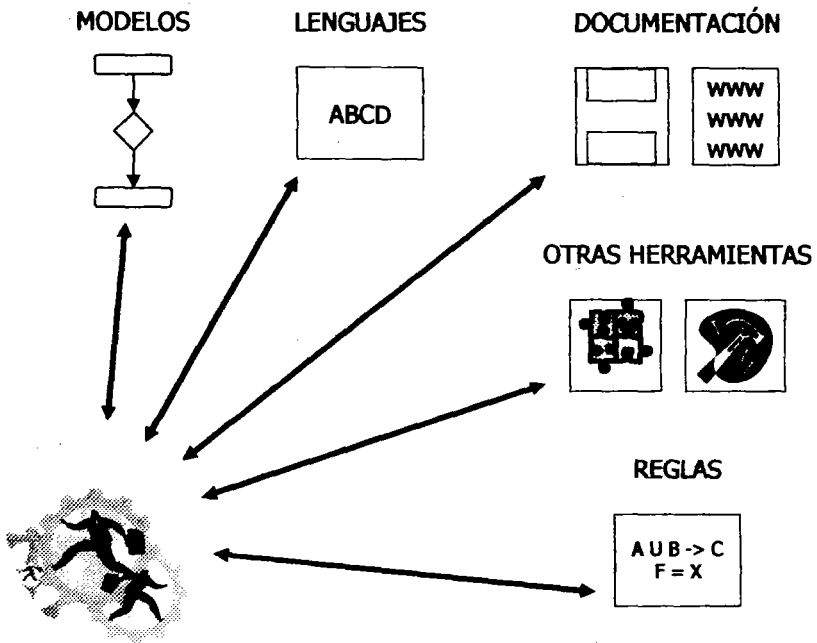 MODELOS
LENGUAJES
DOCUMENTACIÓN
ABCD
WWW
WWW
WWW
OTRAS HERRAMIENTAS
REGLAS
A U B -> C
F = X